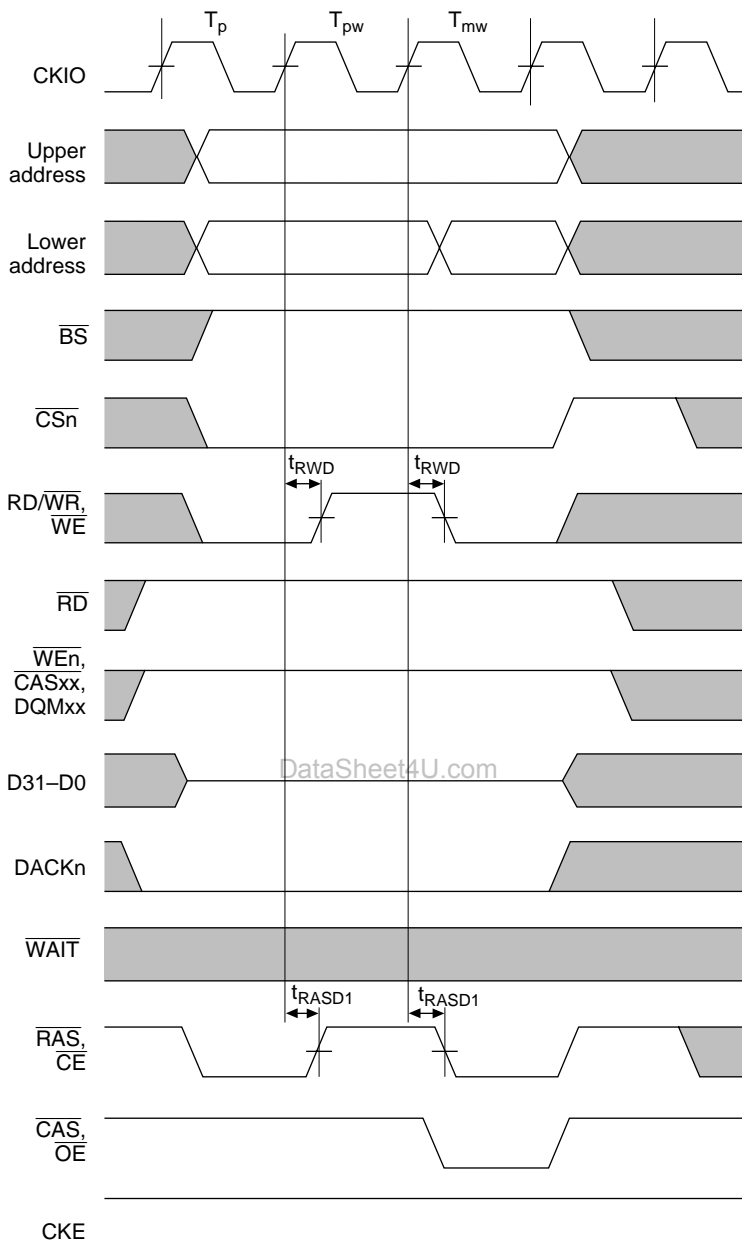 Tp Tpw Tmw
CKIO
Upper
address
Lower
address
BS
CSn
tRWD tRWD
RD/WR,
WE
RD
WEn,
CASxx,
DQMxx
DataSheet4U.com
D31–D0
DACKn
WAIT
tRASD1 tRASD1
RAS,
CE
CAS,
OE
CKE